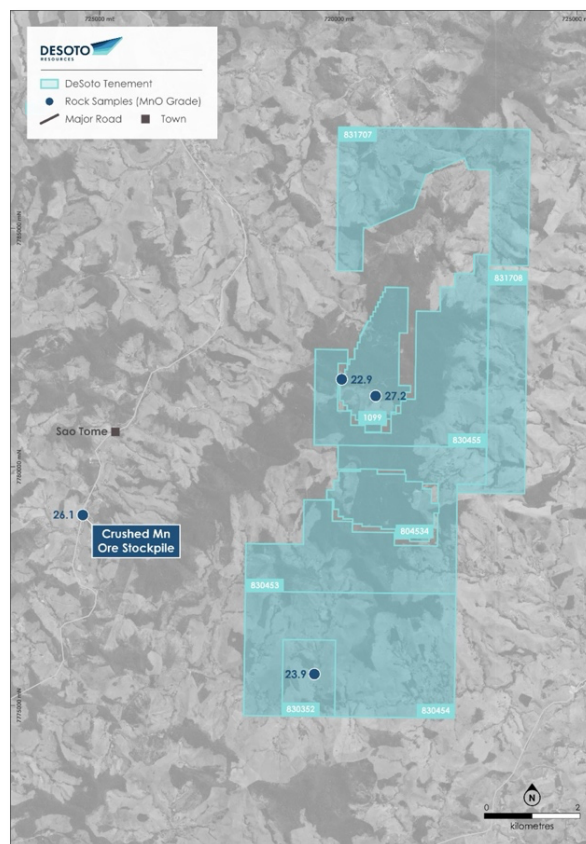 DESOTO
RESOURCES
DeSoto Tenement
Rock Samples (MnO Grade)
Major Road
Town
831707
831708
22.9
27.2
1099
Sao Tome
830455
26.1
Crushed Mn
Ore Stockpile
804534
830453
23.9
830352
830454
N
0
2
kilometres